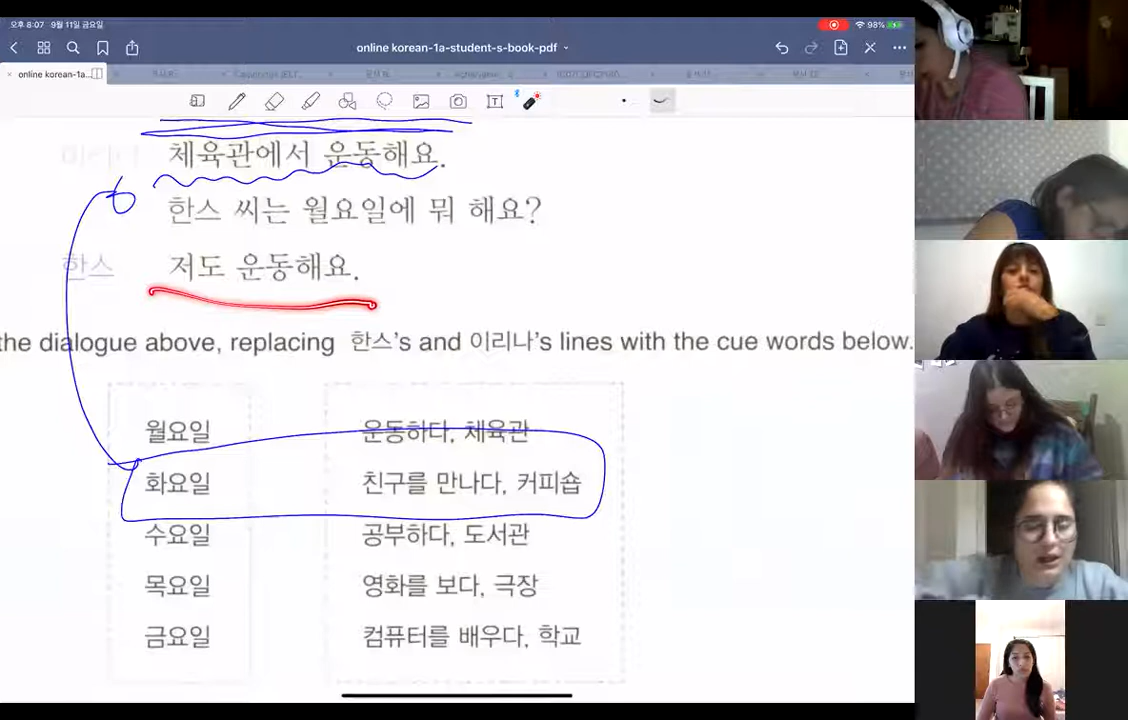 오후 8:07 9월 11일 금요일
98%
online korean-1a-student-s-book-pdf
online korean-1a...
체육관에서 운동해요.
한스 씨는 월요일에 뭐 해요?
한스 저도 운동해요.
the dialogue above, replacing 한스's and 이리나's lines with the cue words below.
월요일 운동하다, 체육관
화요일 친구를 만나다, 커피숍
수요일 공부하다, 도서관
목요일 영화를 보다, 극장
금요일 컴퓨터를 배우다, 학교